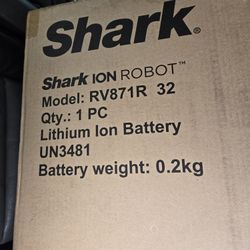 Shark®
Shark ION ROBOT™
Model: RV871R 32
Qty.: 1 PC
Lithium Ion Battery
UN3481
Battery weight: 0.2kg